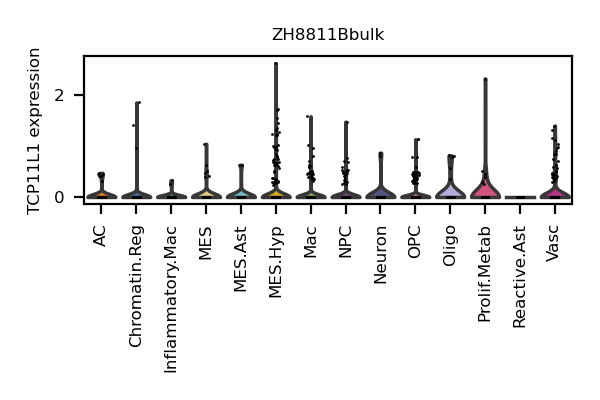 ZH8811Bbulk
TCP11L1 expression
2
0
AC
Chromatin.Reg
Inflammatory.Mac
MES
MES.Ast
MES.Hyp
Mac
NPC
Neuron
OPC
Oligo
Prolif.Metab
Reactive.Ast
Vasc